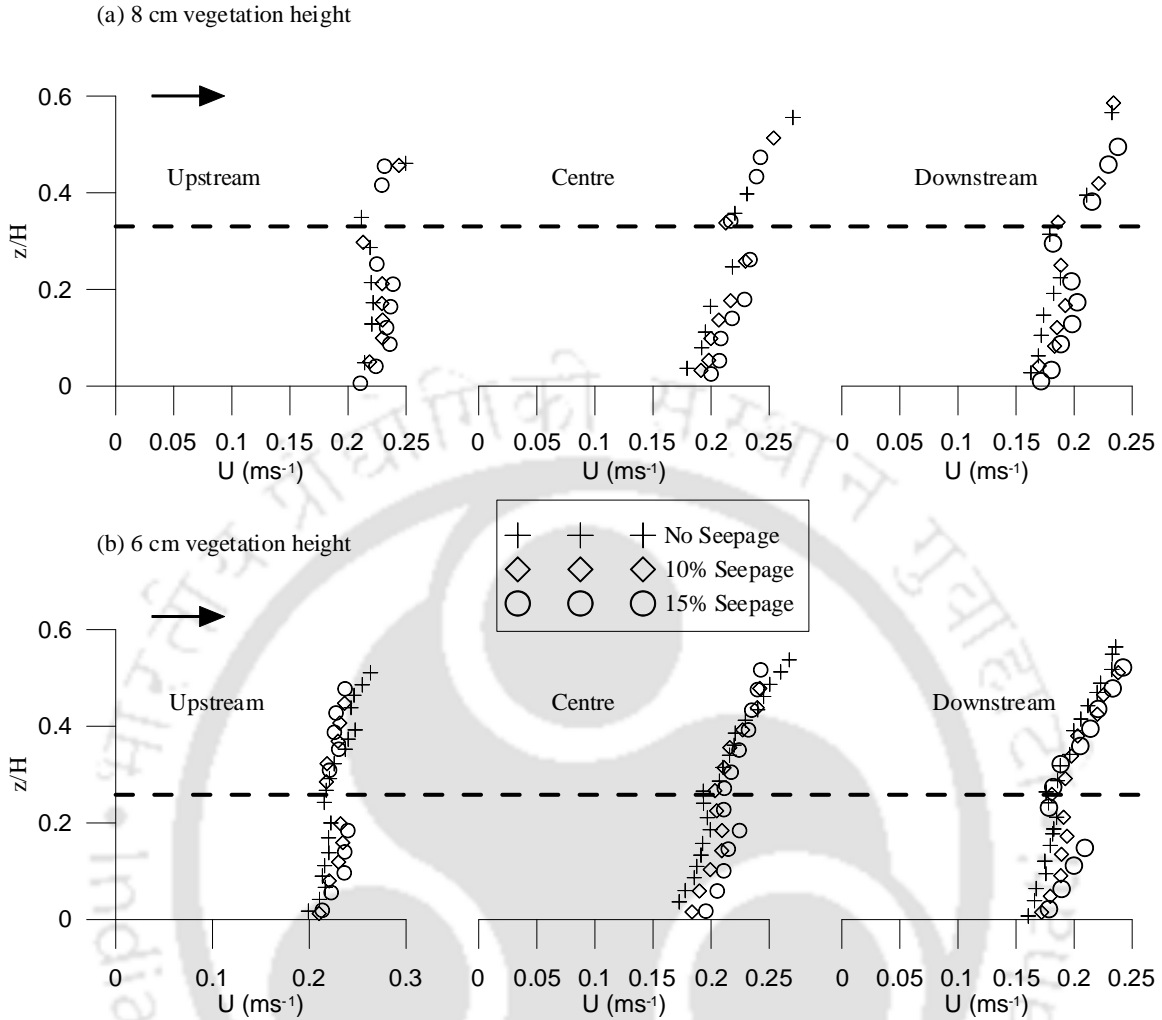 (a) 8 cm vegetation height
0.6
0.4
0.2
0
z/H
Upstream
Centre
Downstream
0 0.05 0.1 0.15 0.2 0.25
U (ms-1)
0 0.05 0.1 0.15 0.2 0.25
U (ms-1)
0 0.05 0.1 0.15 0.2 0.25
U (ms-1)
No Seepage
10% Seepage
15% Seepage
(b) 6 cm vegetation height
0.6
0.4
0.2
0
z/H
Upstream
Centre
Downstream
0 0.1 0.2 0.3
U (ms-1)
0 0.05 0.1 0.15 0.2 0.25
U (ms-1)
0 0.05 0.1 0.15 0.2 0.25
U (ms-1)
भारतीय प्रौद्योगिकी संस्थान गुवाहाटी
Indian